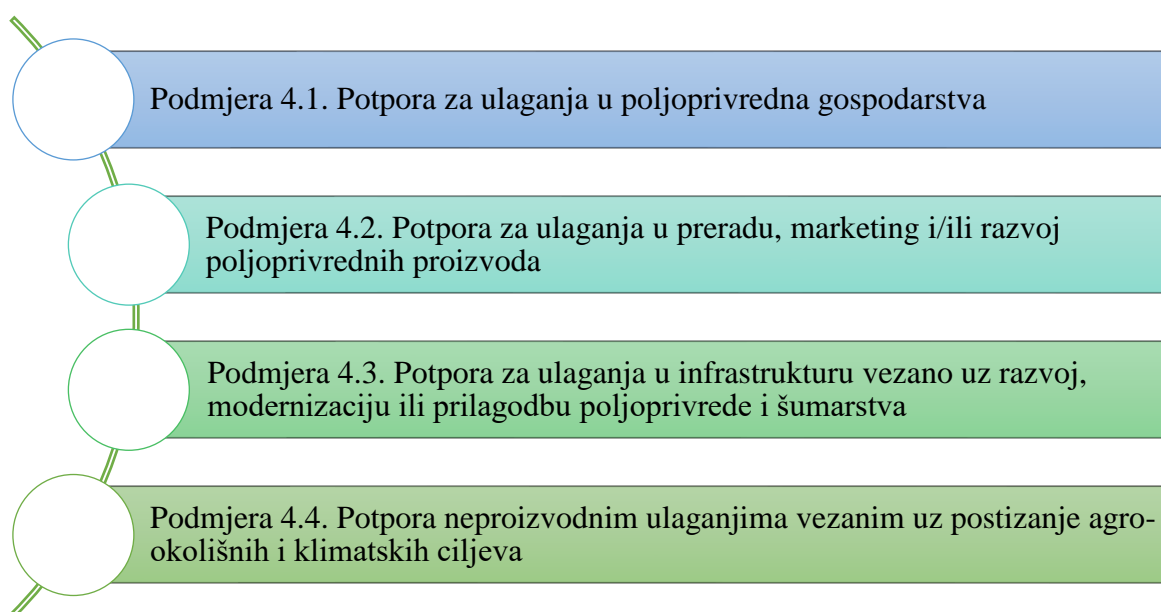 Podmjera 4.1. Potpora za ulaganja u poljoprivredna gospodarstva
Podmjera 4.2. Potpora za ulaganja u preradu, marketing i/ili razvoj
poljoprivrednih proizvoda
Podmjera 4.3. Potpora za ulaganja u infrastrukturu vezano uz razvoj,
modernizaciju ili prilagodbu poljoprivrede i šumarstva
Podmjera 4.4. Potpora neproizvodnim ulaganjima vezanim uz postizanje agro-
okolišnih i klimatskih ciljeva